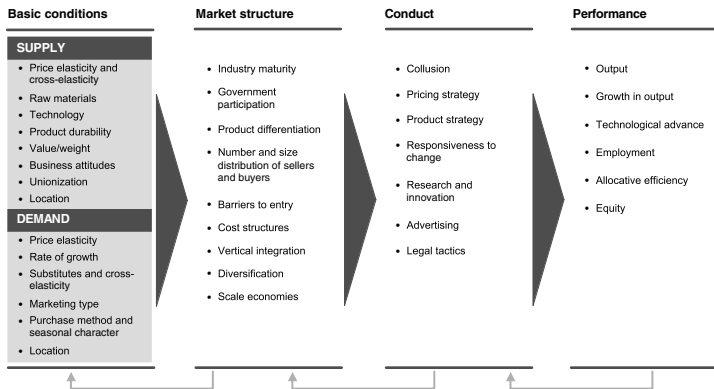 Basic conditions
SUPPLY
• Price elasticity and
cross-elasticity
• Raw materials
• Technology
• Product durability
• Value/weight
• Business attitudes
• Unionization
• Location
DEMAND
• Price elasticity
• Rate of growth
• Substitutes and cross-
elasticity
• Marketing type
• Purchase method and
seasonal character
• Location
Market structure
• Industry maturity
• Government
participation
• Product differentiation
• Number and size
distribution of sellers
and buyers
• Barriers to entry
• Cost structures
• Vertical integration
• Diversification
• Scale economies
Conduct
• Collusion
• Pricing strategy
• Product strategy
• Responsiveness to
change
• Research and
innovation
• Advertising
• Legal tactics
Performance
• Output
• Growth in output
• Technological advance
• Employment
• Allocative efficiency
• Equity